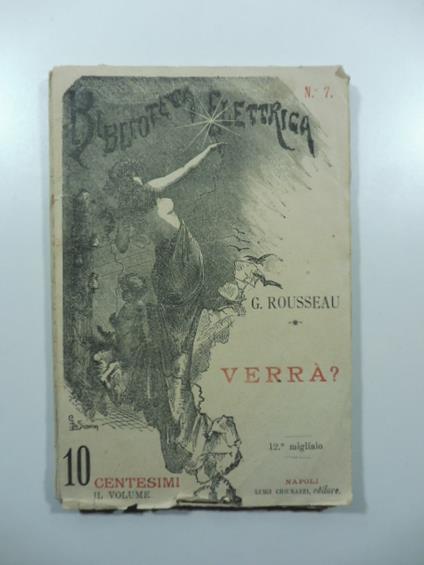 N.º 7.
BIBLIOTECA ELETTRICA
G. ROUSSEAU
VERRÀ?
12.º migliaio
10 CENTESIMI
IL VOLUME
NAPOLI
LUIGI CHIURAZZI, editore.